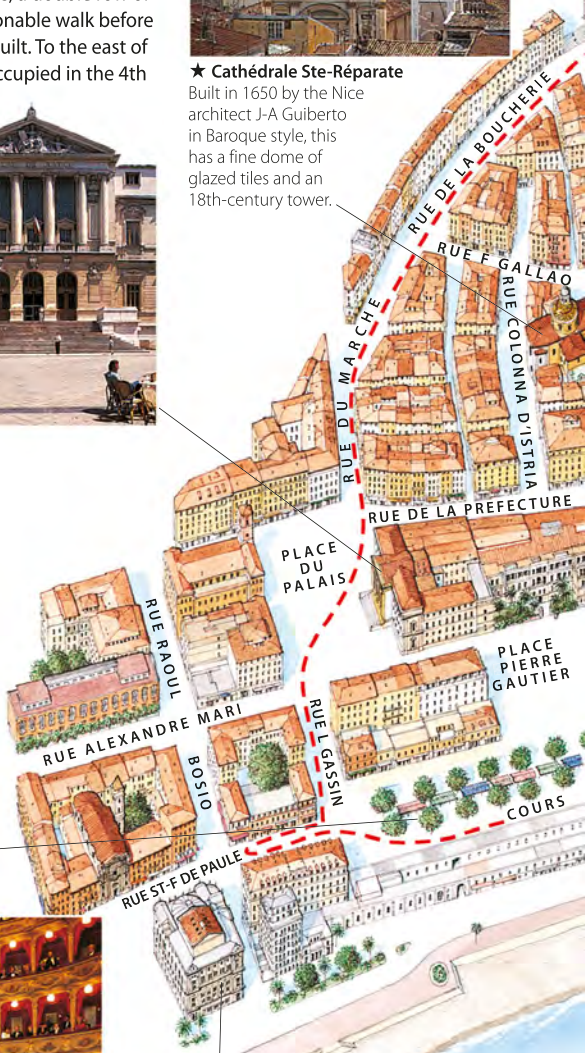 onable walk before
uilt. To the east of
ccupied in the 4th
★ Cathédrale Ste-Réparate
Built in 1650 by the Nice
architect J-A Guiberto
in Baroque style, this
has a fine dome of
glazed tiles and an
18th-century tower.
RUE DE LA BOUCHERIE
RUE F GALLAO
RUE COLONNA D'ISTRIA
RUE DU MARCHE
RUE DE LA PREFECTURE
PLACE
DU
PALAIS
RUE RAOUL
BOSIO
PLACE
PIERRE
GAUTIER
RUE ALEXANDRE MARI
RUE L GASSIN
COURS
RUE ST-F DE PAULE